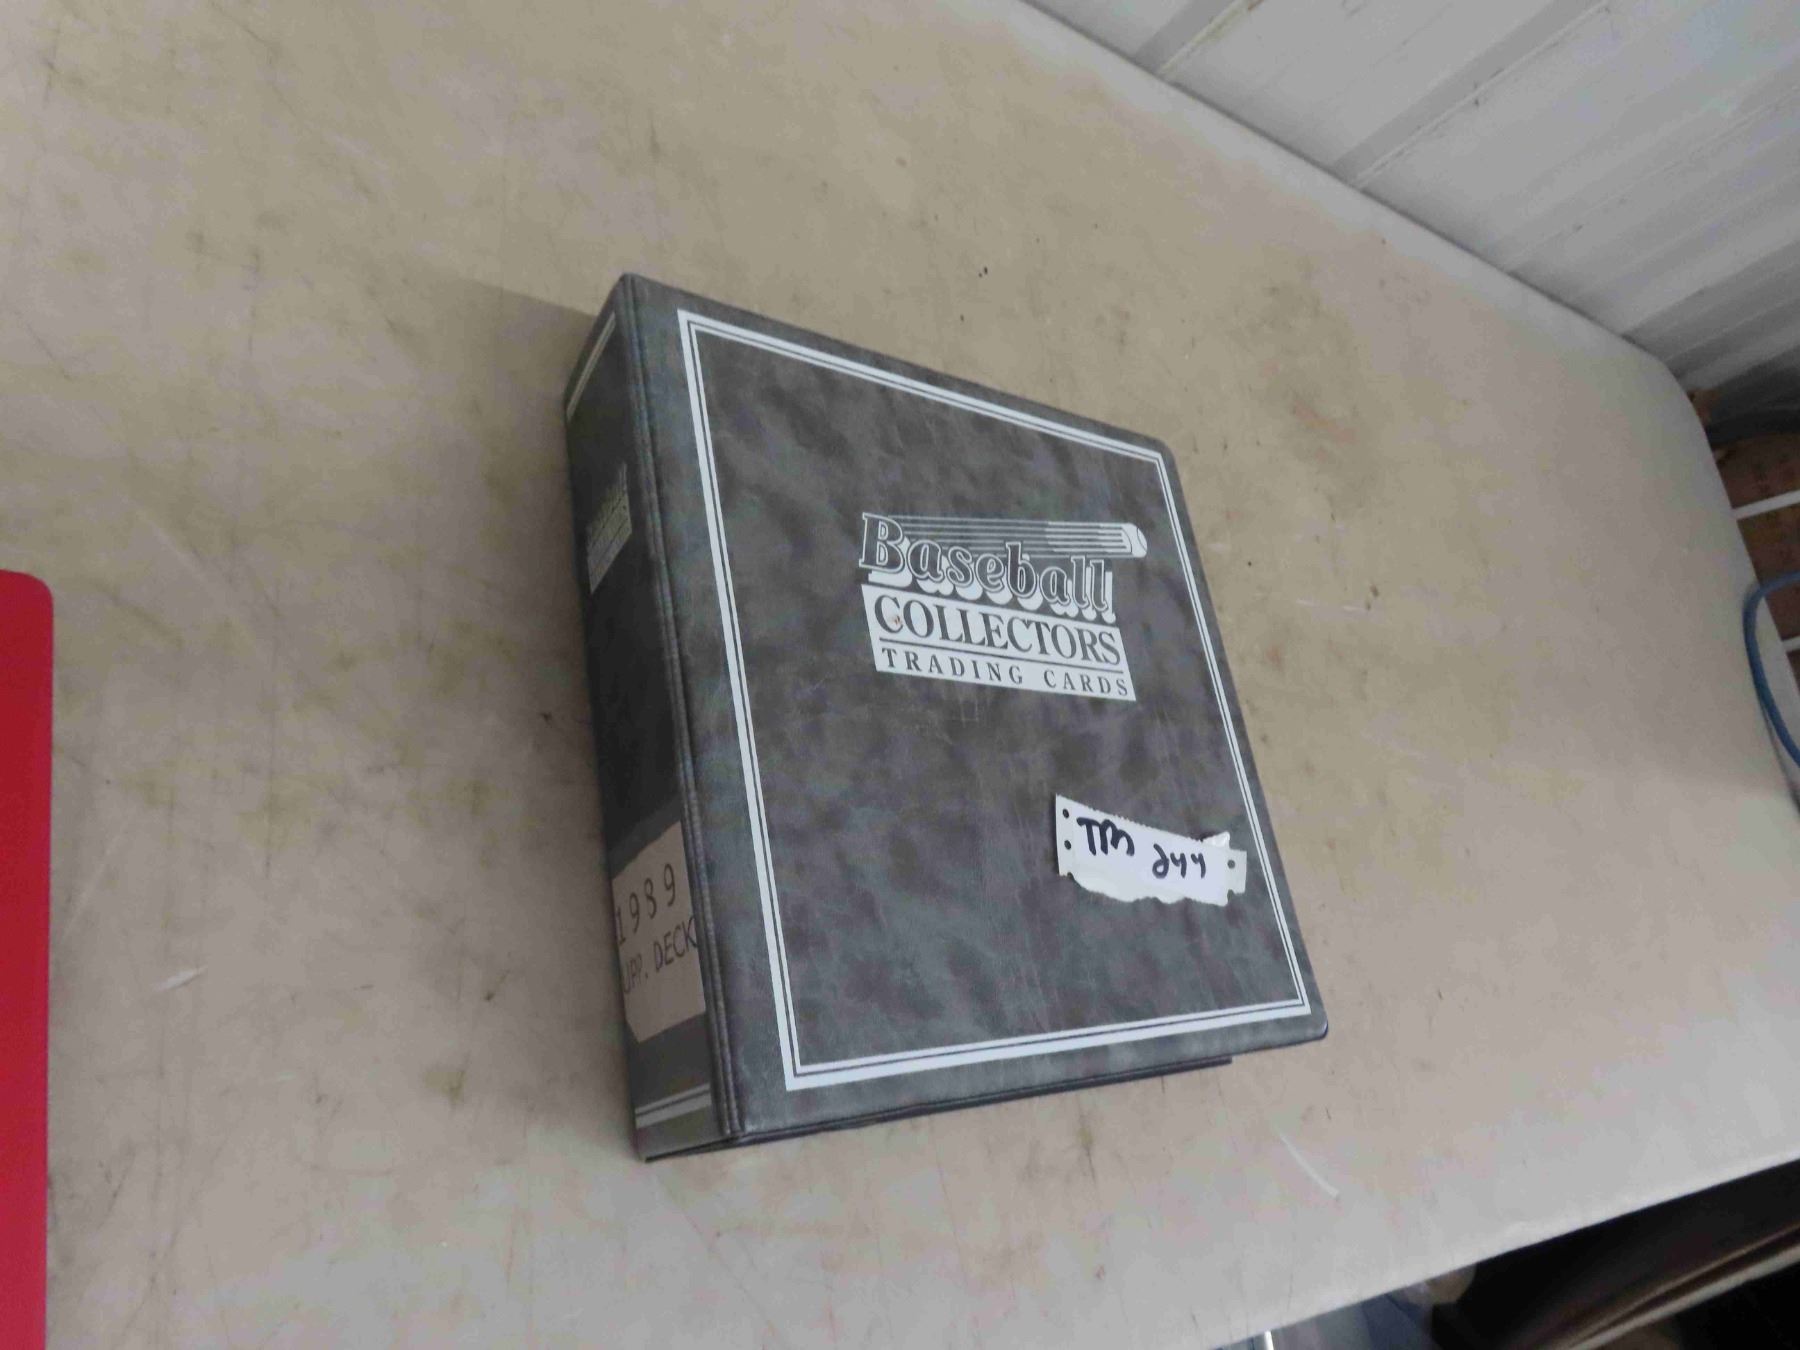 Baseball
COLLECTORS
TRADING CARDS
TM 244
1989
UPP. DECK